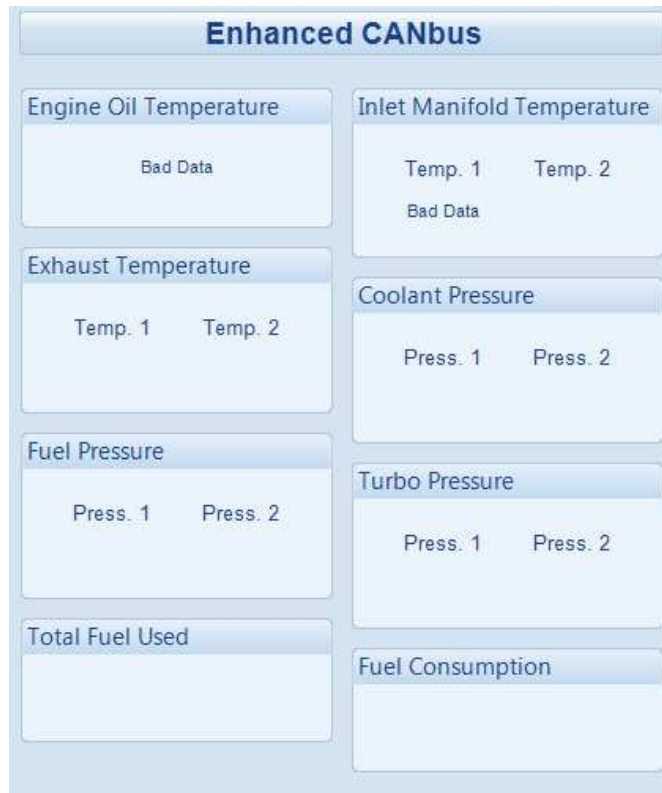 Enhanced CANbus
Engine Oil Temperature
Bad Data
Inlet Manifold Temperature
Temp. 1 Temp. 2
Bad Data
Exhaust Temperature
Temp. 1 Temp. 2
Coolant Pressure
Press. 1 Press. 2
Fuel Pressure
Press. 1 Press. 2
Turbo Pressure
Press. 1 Press. 2
Total Fuel Used
Fuel Consumption